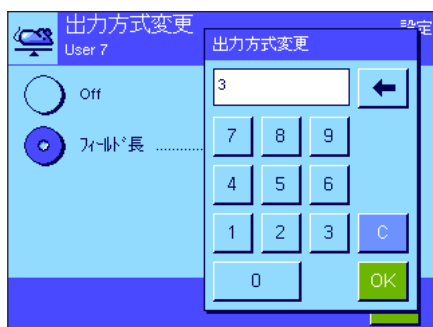 出力方式変更
User 7
設定
Off
フィールド長 ...........
出力方式変更
3
7 8 9
4 5 6
1 2 3 C
0 OK